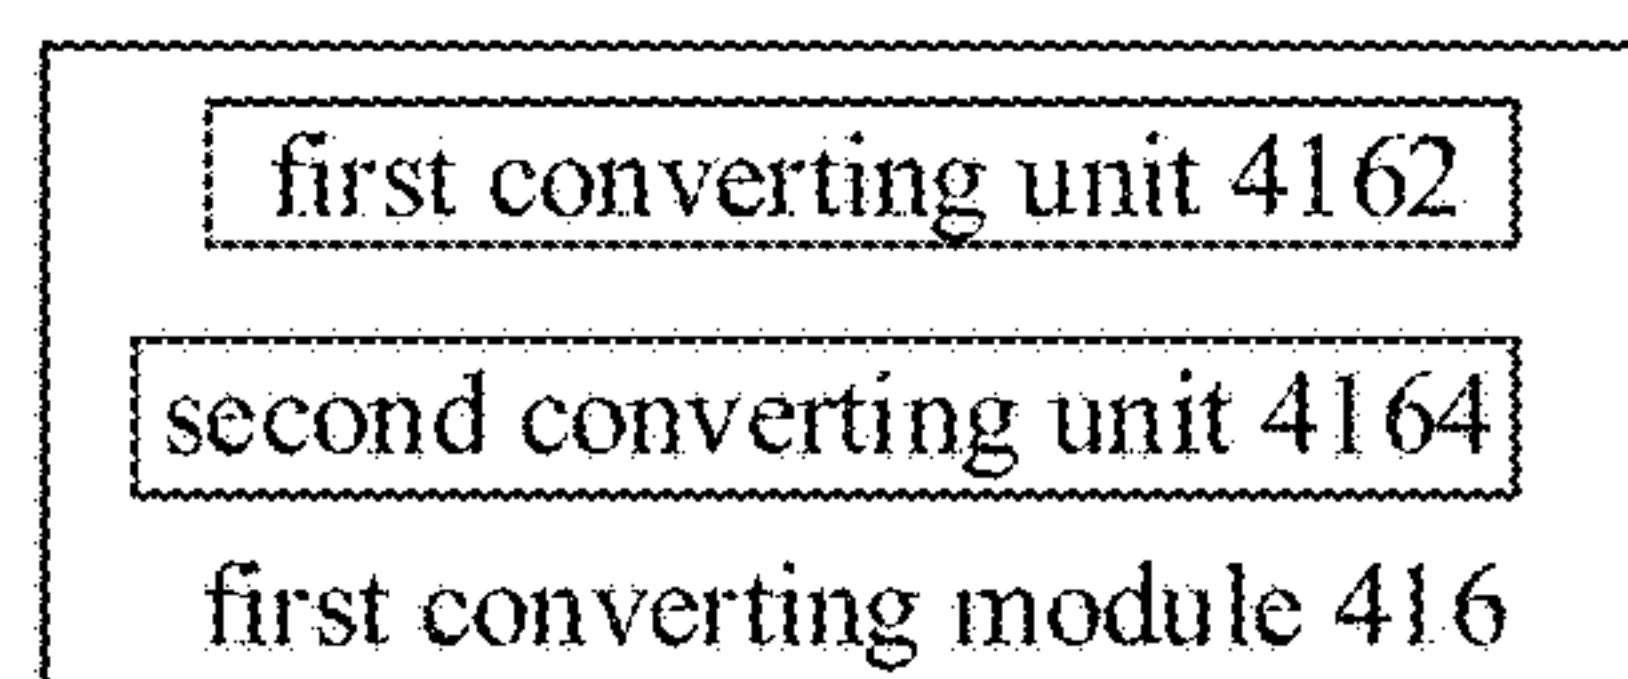 first converting unit 4162
second converting unit 4164
first converting module 416